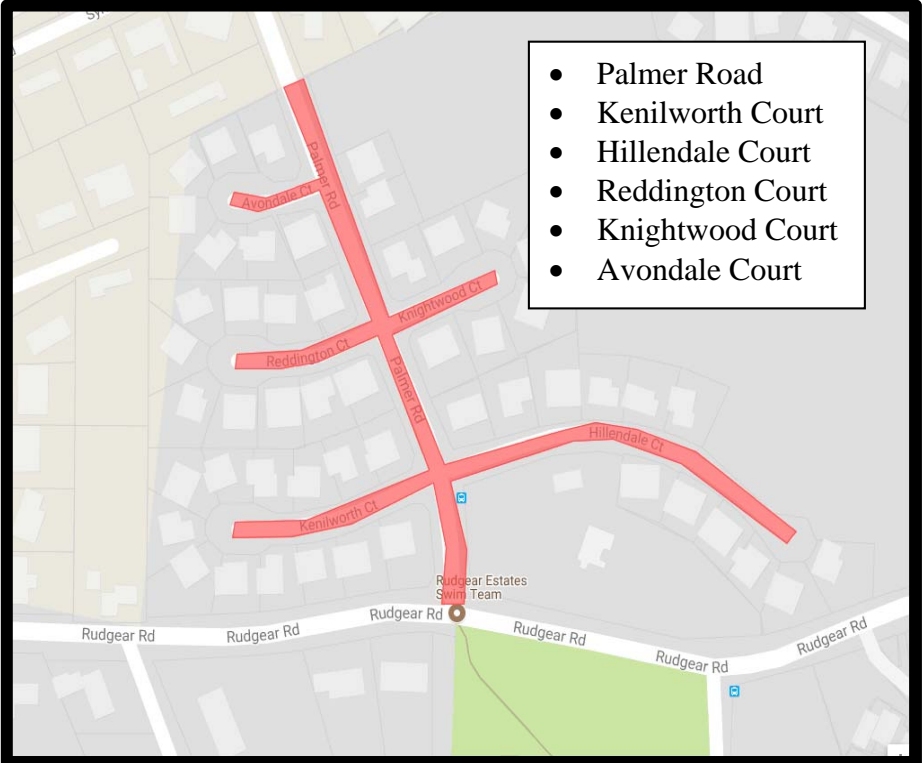 • Palmer Road
• Kenilworth Court
• Hillendale Court
• Reddington Court
• Knightwood Court
• Avondale Court
Palmer Rd
Avondale Ct
Knightwood Ct
Reddington Ct
Palmer Rd
Hillendale Ct
Kenilworth Ct
Rudgear Estates
Swim Team
Rudgear Rd
Rudgear Rd
Rudgear Rd
Rudgear Rd
Rudgear Rd
Rudgear Rd